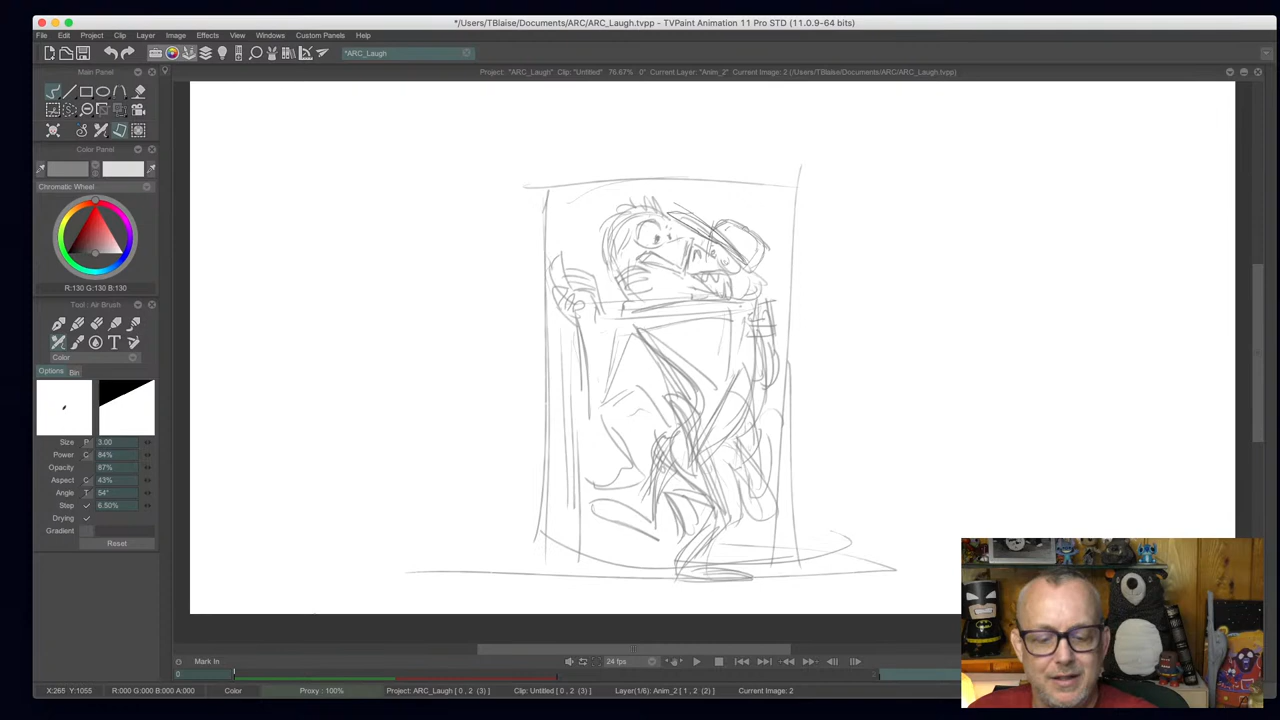 */Users/TBlaise/Documents/ARC/ARC_Laugh.tvpp - TVPaint Animation 11 Pro STD (11.0.9-64 bits)
File Edit Project Clip Layer Image Effects View Windows Custom Panels Help
*ARC_Laugh
Main Panel
Project: "ARC_Laugh" Clip: "Untitled" 76.67% 0° Current Layer: "Anim_2" Current Image: 2 (/Users/TBlaise/Documents/ARC/ARC_Laugh.tvpp)
Color Panel
Chromatic Wheel
R:130 G:130 B:130
Tool : Air Brush
Color
Options Bin
Size P 3.00
Power C 84%
Opacity 87%
Aspect C 43%
Angle T 54°
Step 6.50%
Drying
Gradient
Reset
Mark In
24 fps
0
X:265 Y:1055 R:000 G:000 B:000 A:000 Color Proxy : 100% Project: ARC_Laugh [ 0 , 2 (3) ] Clip: Untitled [ 0 , 2 (3) ] Layer(1/6): Anim_2 [ 1 , 2 (2) ] Current Image: 2